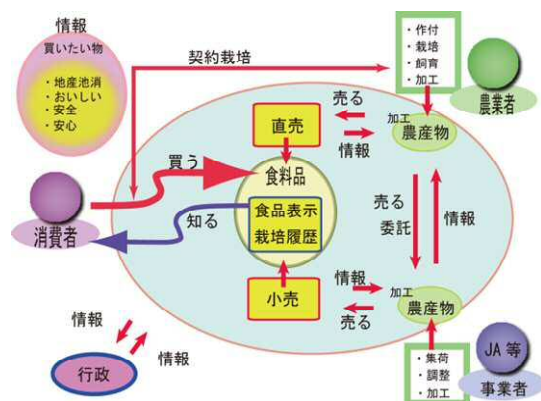 情報
買いたい物
・地産池消
・おいしい
・安全
・安心
契約栽培
・作付
・栽培
・飼育
・加工
農業者
売る
直売
情報
加工
農産物
買う
食料品
消費者
知る
食品表示
栽培履歴
売る
委託
情報
小売
情報
売る
加工
農産物
情報
情報
行政
・集荷
・調整
・加工
JA 等
事業者